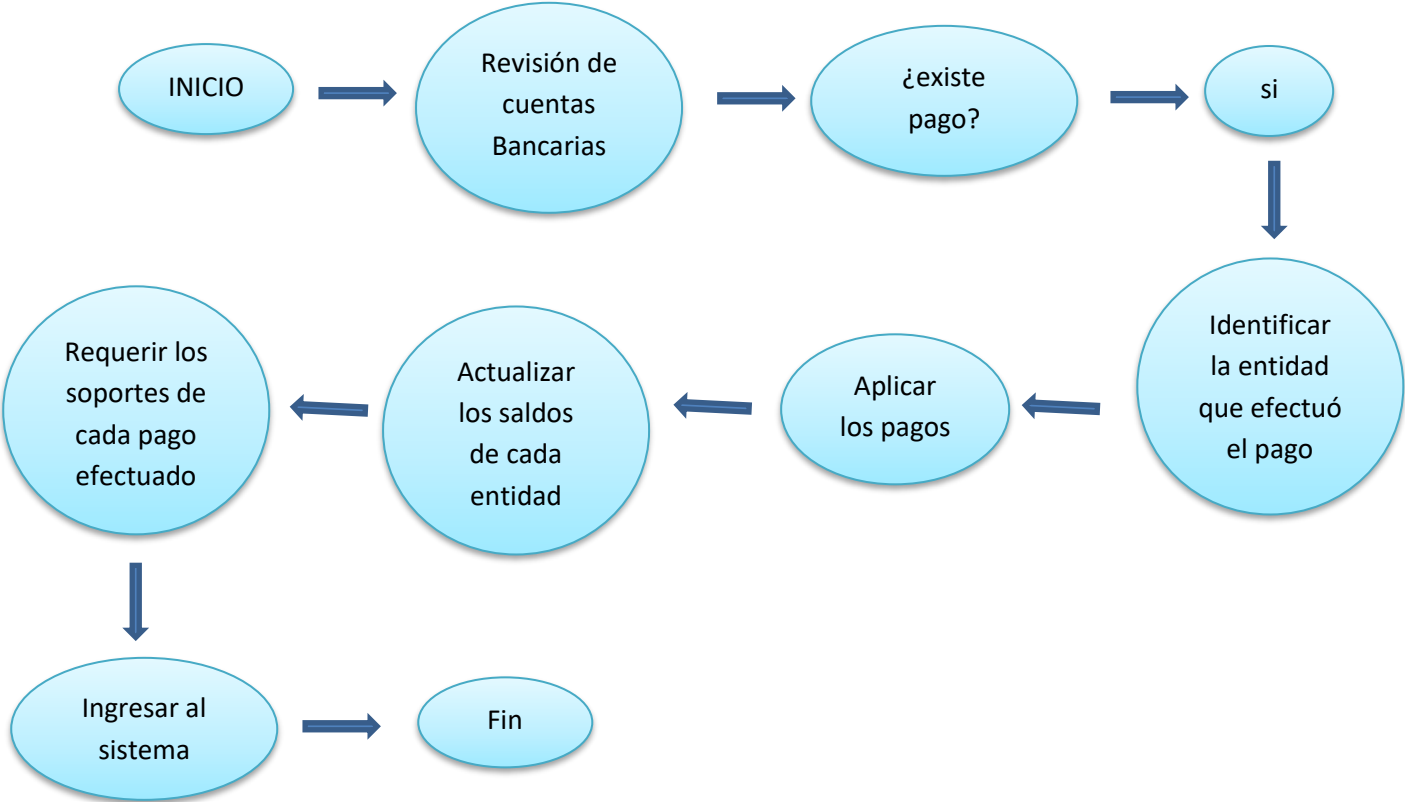 INICIO
Revisión de
cuentas
Bancarias
¿existe
pago?
si
Identificar
la entidad
que efectuó
el pago
Aplicar
los pagos
Actualizar
los saldos
de cada
entidad
Requerir los
soportes de
cada pago
efectuado
Ingresar al
sistema
Fin